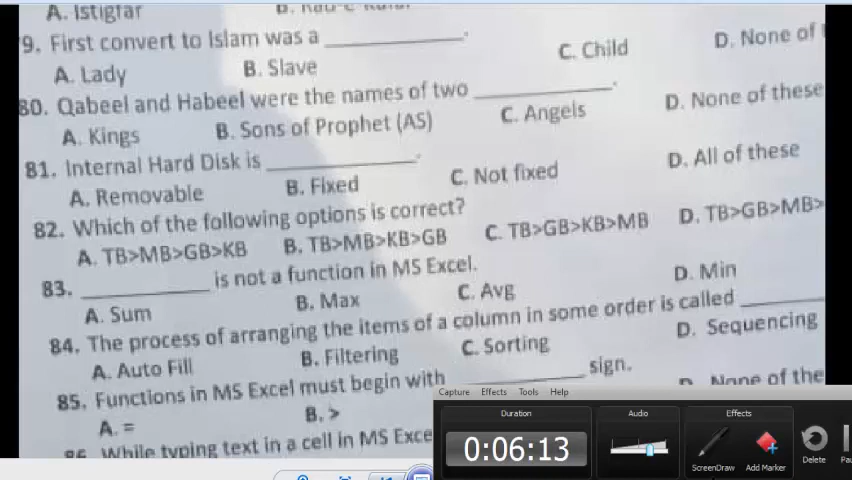 A. Istigfar
9. First convert to Islam was a ________.
A. Lady B. Slave C. Child D. None of
80. Qabeel and Habeel were the names of two ________.
A. Kings B. Sons of Prophet (AS) C. Angels D. None of these
81. Internal Hard Disk is ________.
A. Removable B. Fixed C. Not fixed D. All of these
82. Which of the following options is correct?
A. TB>MB>GB>KB B. TB>MB>KB>GB C. TB>GB>KB>MB D. TB>GB>MB>
83. ________ is not a function in MS Excel.
A. Sum B. Max C. Avg D. Min
84. The process of arranging the items of a column in some order is called ________
A. Auto Fill B. Filtering C. Sorting D. Sequencing
85. Functions in MS Excel must begin with ________ sign.
A. = B. > D. None of the
86. While typing text in a cell in MS Exce
Capture Effects Tools Help
Duration Audio Effects
0:06:13
ScreenDraw Add Marker Delete Pau